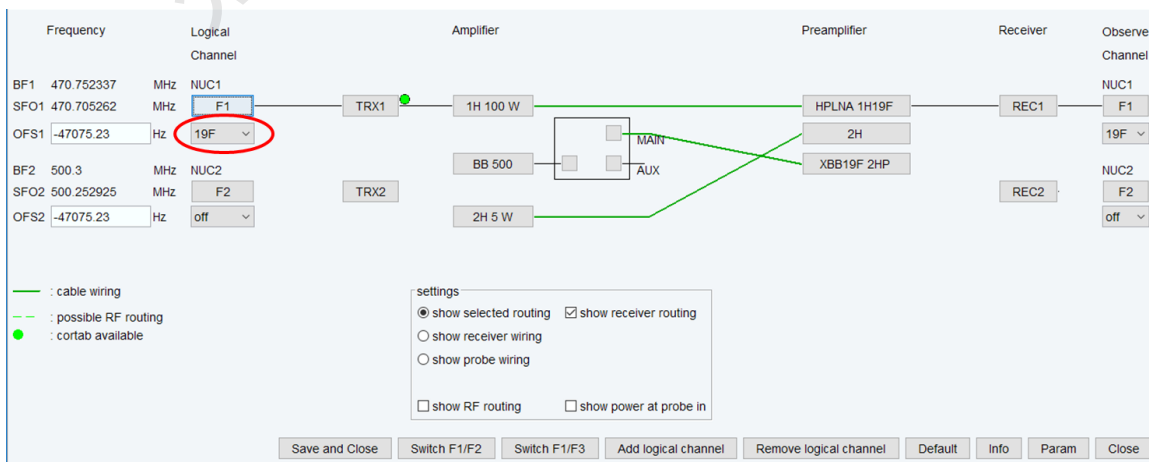 Frequency Logical Channel Amplifier Preamplifier Receiver Observe Channel
BF1 470.752337 MHz NUC1 NUC1
SFO1 470.705262 MHz F1 TRX1 1H 100 W HPLNA 1H19F REC1 F1
OFS1 -47075.23 Hz 19F MAIN 2H 19F
BF2 500.3 MHz NUC2 BB 500 AUX XBB19F 2HP NUC2
SFO2 500.252925 MHz F2 TRX2 REC2 F2
OFS2 -47075.23 Hz off 2H 5 W off
: cable wiring
: possible RF routing
: cortab available
settings
show selected routing show receiver routing
show receiver wiring
show probe wiring
show RF routing show power at probe in
Save and Close Switch F1/F2 Switch F1/F3 Add logical channel Remove logical channel Default Info Param Close